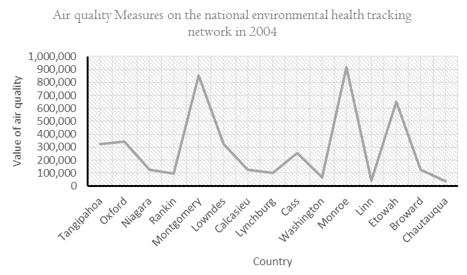 Air quality Measures on the national environmental health tracking
network in 2004
Value of air quality
1,000,000
900,000
800,000
700,000
600,000
500,000
400,000
300,000
200,000
100,000
0
Tangipahoa
Oxford
Niagara
Rankin
Montgomery
Lowndes
Calcasieu
Lynchburg
Cass
Washington
Monroe
Linn
Etowah
Broward
Chautauqua
Country